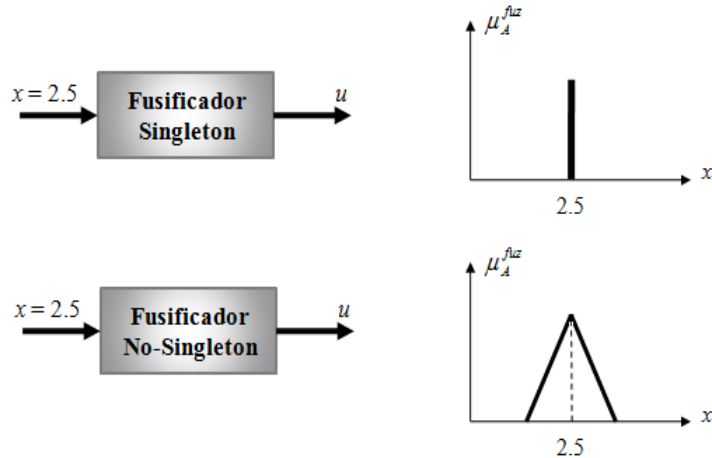 x = 2.5
Fusificador
Singleton
u
μ_A^fuz
x
2.5
x = 2.5
Fusificador
No-Singleton
u
μ_A^fuz
x
2.5